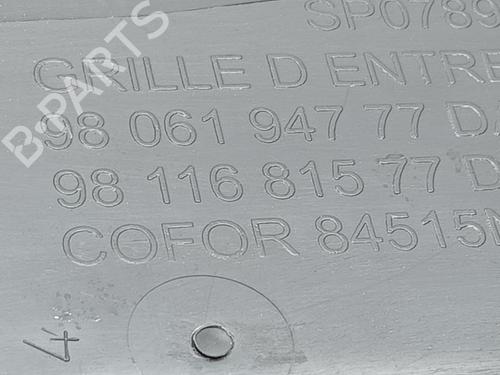 SP0789
GRILLE D ENTRE
98 061 947 77 D
98 116 815 77 D
COFOR 84515
4
B-PARTS